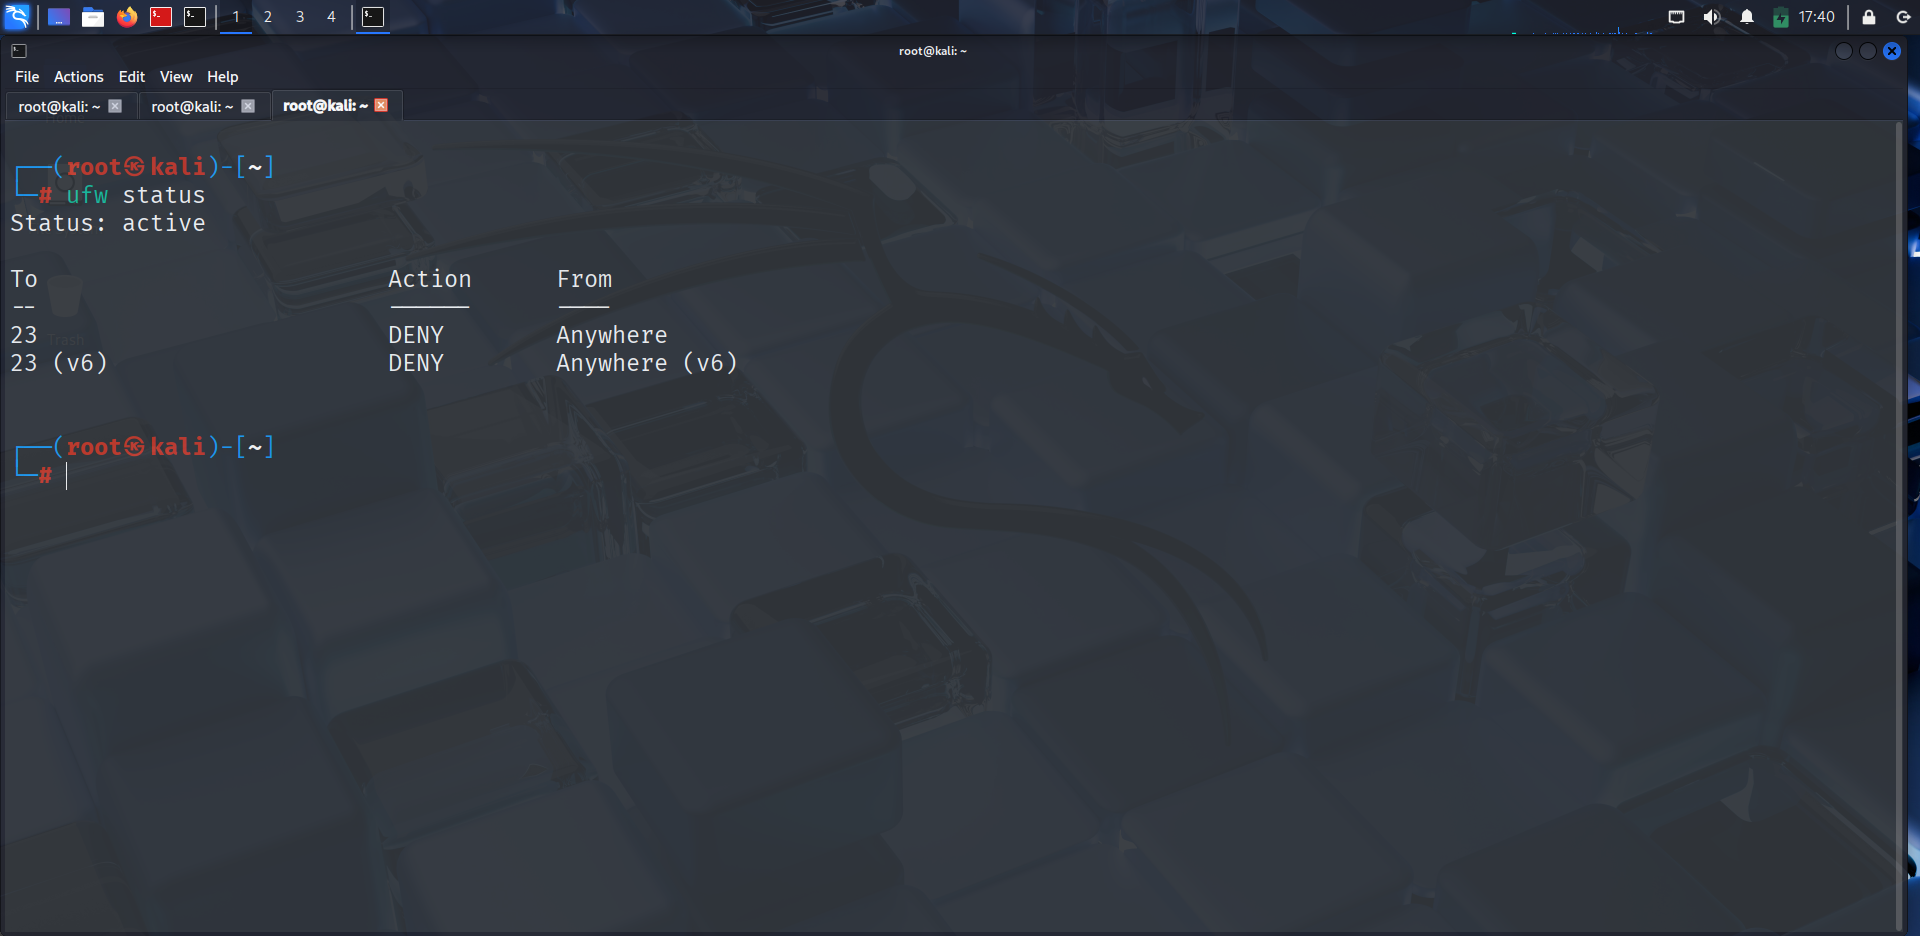 1 2 3 4 17:40
root@kali: ~
File Actions Edit View Help
root@kali: ~ root@kali: ~ root@kali: ~
┌──(root㉿kali)-[~]
└─# ufw status
Status: active
To Action From
-- ------ ----
23 DENY Anywhere
23 (v6) DENY Anywhere (v6)
┌──(root㉿kali)-[~]
└─#
Trash